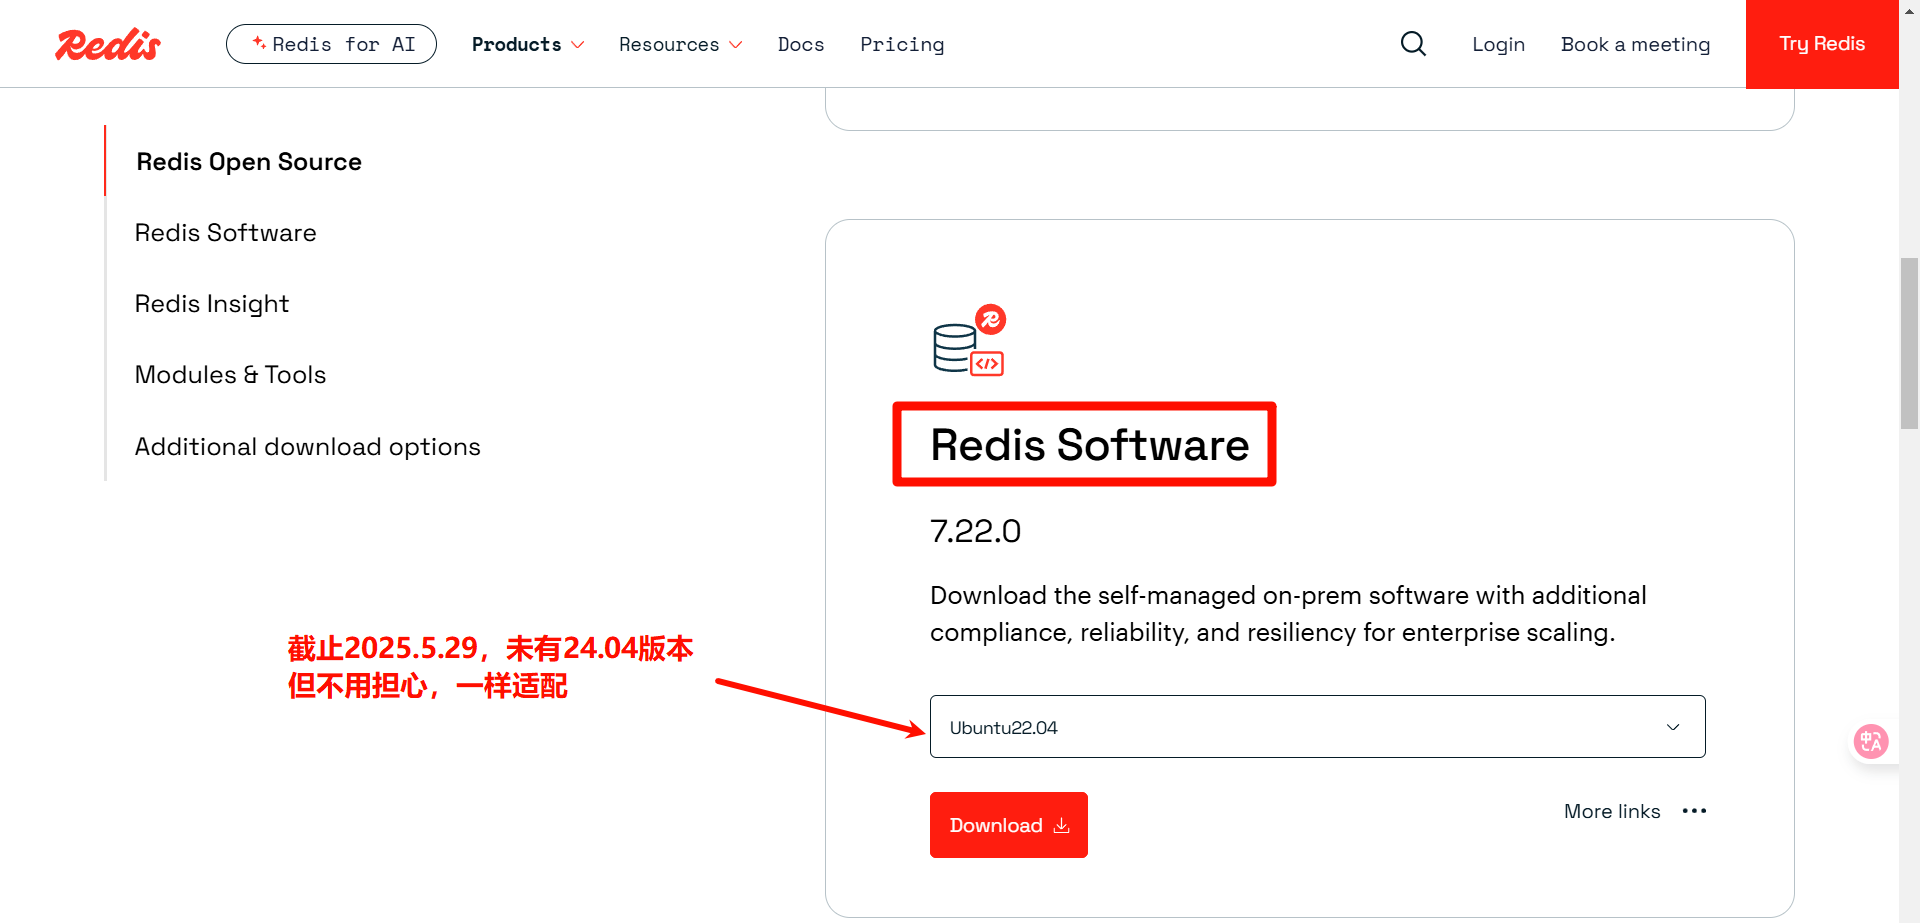 Redis
Redis for AI
Products
Resources
Docs
Pricing
Login
Book a meeting
Try Redis
Redis Open Source
Redis Software
Redis Insight
Modules & Tools
Additional download options
Redis Software
7.22.0
Download the self-managed on-prem software with additional
compliance, reliability, and resiliency for enterprise scaling.
截止2025.5.29，未有24.04版本
但不用担心，一样适配
Ubuntu22.04
Download
More links
中A